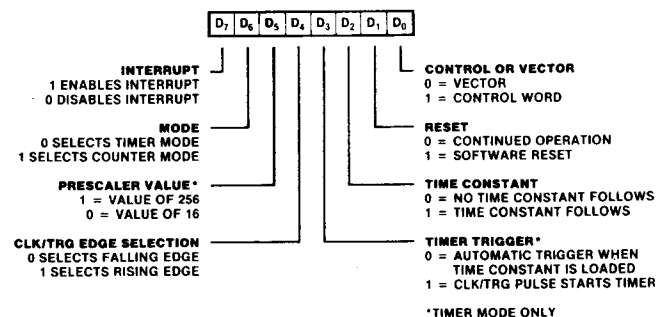 D7 D6 D5 D4 D3 D2 D1 D0
INTERRUPT
1 ENABLES INTERRUPT
0 DISABLES INTERRUPT
MODE
0 SELECTS TIMER MODE
1 SELECTS COUNTER MODE
PRESCALER VALUE*
1 = VALUE OF 256
0 = VALUE OF 16
CLK/TRG EDGE SELECTION
0 SELECTS FALLING EDGE
1 SELECTS RISING EDGE
CONTROL OR VECTOR
0 = VECTOR
1 = CONTROL WORD
RESET
0 = CONTINUED OPERATION
1 = SOFTWARE RESET
TIME CONSTANT
0 = NO TIME CONSTANT FOLLOWS
1 = TIME CONSTANT FOLLOWS
TIMER TRIGGER*
0 = AUTOMATIC TRIGGER WHEN
TIME CONSTANT IS LOADED
1 = CLK/TRG PULSE STARTS TIMER
*TIMER MODE ONLY